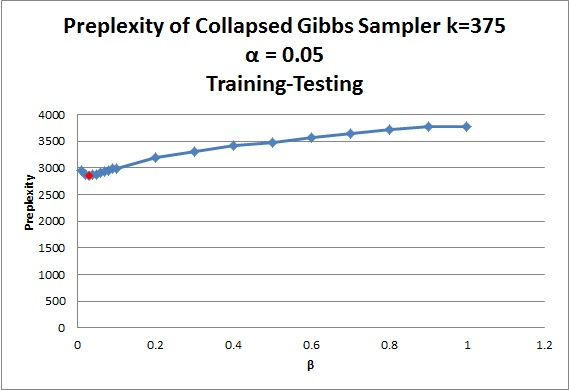 Preplexity of Collapsed Gibbs Sampler k=375
α = 0.05
Training-Testing
4000
3500
3000
2500
2000
1500
1000
500
0
Preplexity
0 0.2 0.4 0.6 0.8 1 1.2
β